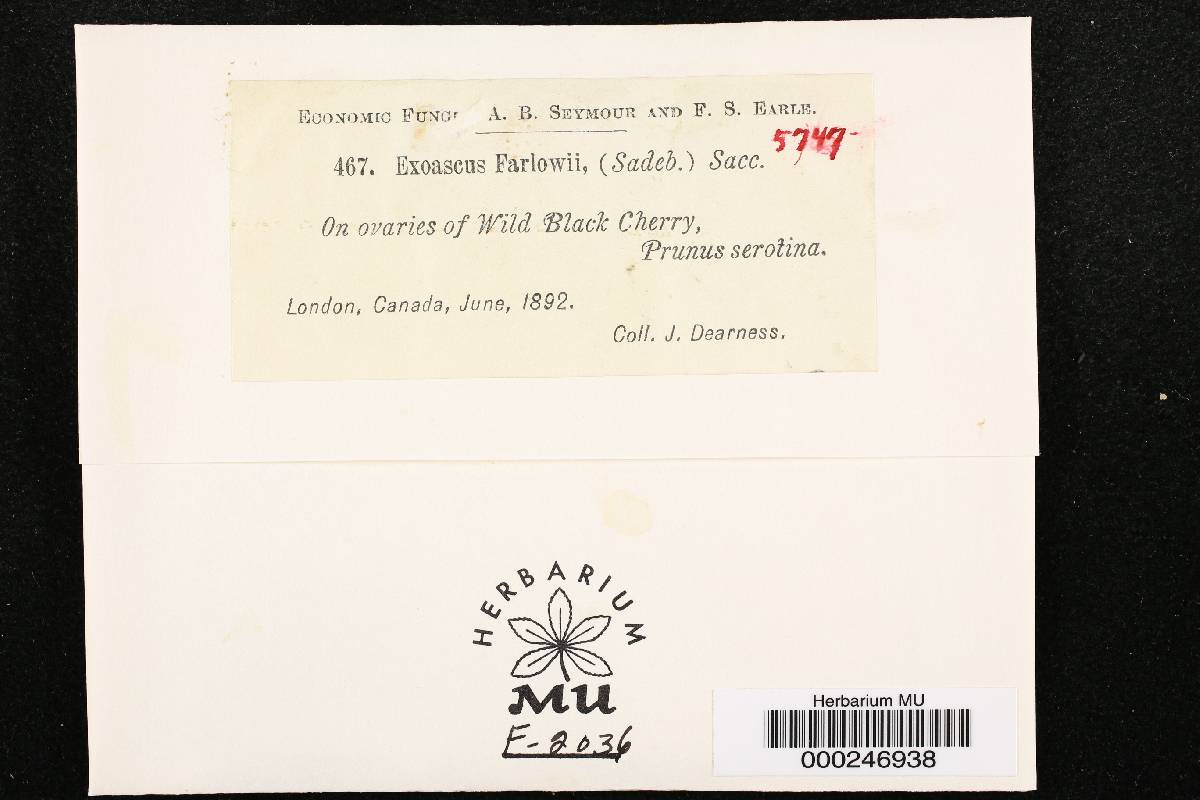 ECONOMIC FUNGI A. B. SEYMOUR AND F. S. EARLE.
5747
467. Exoascus Farlowii, (Sadeb.) Sacc.
On ovaries of Wild Black Cherry,
Prunus serotina.
London, Canada, June, 1892.
Coll. J. Dearness.
HERBARIUM
MU
F-2036
Herbarium MU
000246938